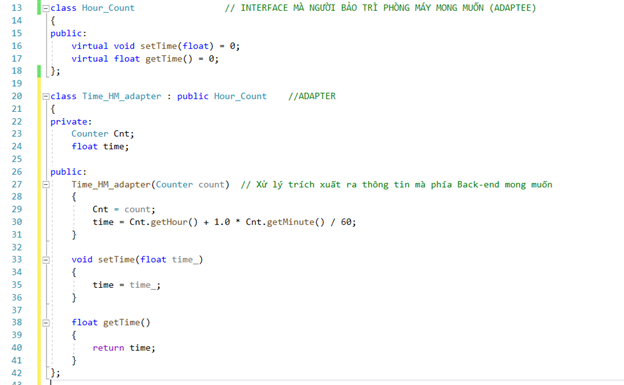 13 class Hour_Count // INTERFACE MÀ NGƯỜI BẢO TRÌ PHÒNG MÁY MONG MUỐN (ADAPTEE)
14 {
15 public:
16 virtual void setTime(float) = 0;
17 virtual float getTime() = 0;
18 };
19
20 class Time_HM_adapter : public Hour_Count //ADAPTER
21 {
22 private:
23 Counter Cnt;
24 float time;
25
26 public:
27 Time_HM_adapter(Counter count) // Xử lý trích xuất ra thông tin mà phía Back-end mong muốn
28 {
29 Cnt = count;
30 time = Cnt.getHour() + 1.0 * Cnt.getMinute() / 60;
31 }
32
33 void setTime(float time_)
34 {
35 time = time_;
36 }
37
38 float getTime()
39 {
40 return time;
41 }
42 };
43